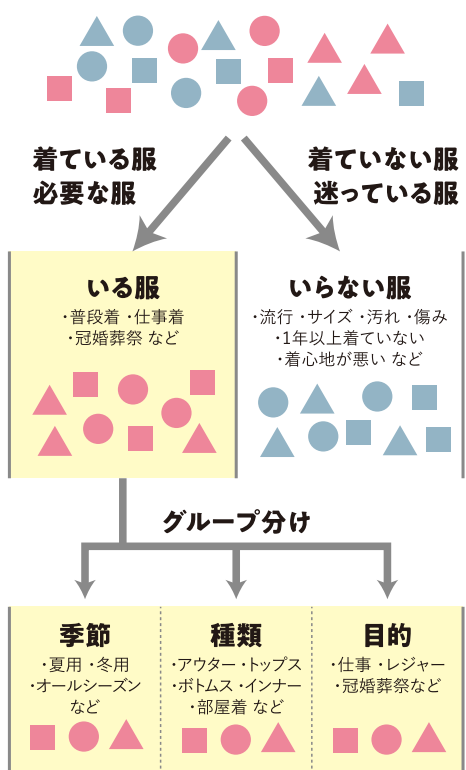 着ている服
必要な服
着ていない服
迷っている服
いる服
・普段着 ・仕事着
・冠婚葬祭 など
いらない服
・流行 ・サイズ ・汚れ ・傷み
・1年以上着ていない
・着心地が悪い など
グループ分け
季節
・夏用 ・冬用
・オールシーズン
など
種類
・アウター ・トップス
・ボトムス ・インナー
・部屋着 など
目的
・仕事 ・レジャー
・冠婚葬祭など